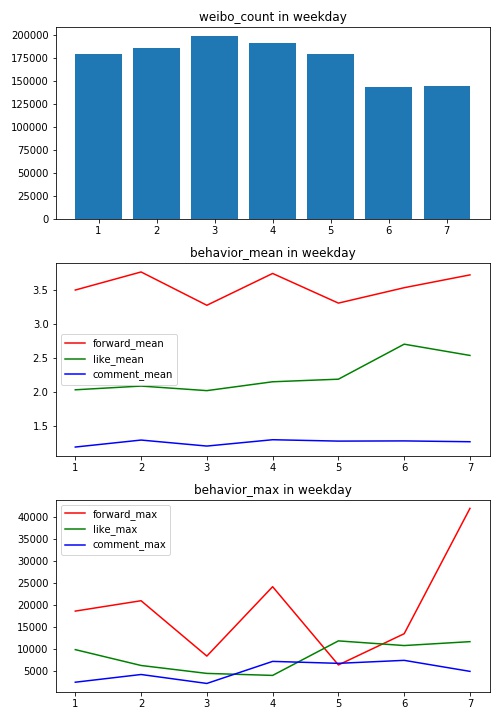 weibo_count in weekday
200000
175000
150000
125000
100000
75000
50000
25000
0
1 2 3 4 5 6 7
behavior_mean in weekday
3.5
3.0
2.5
2.0
1.5
forward_mean
like_mean
comment_mean
1 2 3 4 5 6 7
behavior_max in weekday
40000
35000
30000
25000
20000
15000
10000
5000
forward_max
like_max
comment_max
1 2 3 4 5 6 7